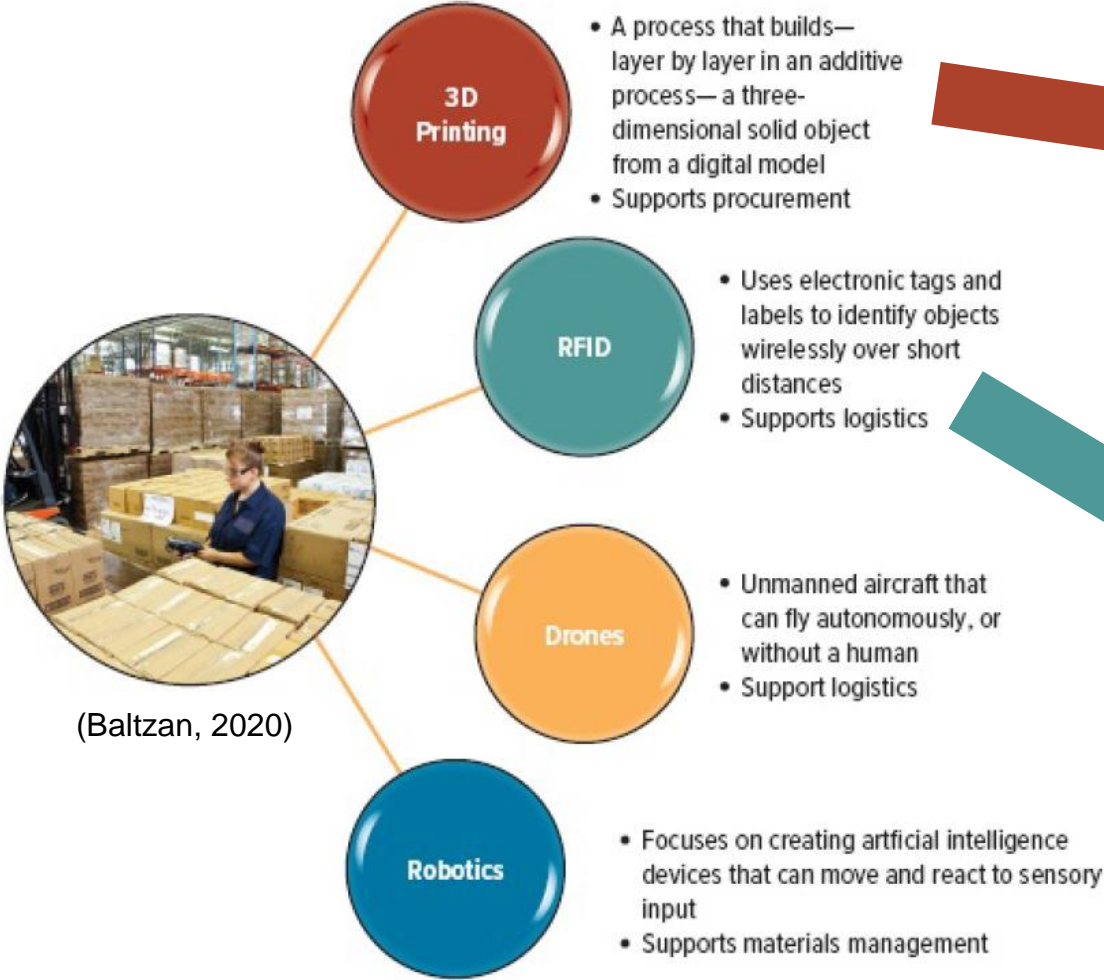 3D
Printing
• A process that builds—
layer by layer in an additive
process— a three-
dimensional solid object
from a digital model
• Supports procurement
RFID
• Uses electronic tags and
labels to identify objects
wirelessly over short
distances
• Supports logistics
Drones
• Unmanned aircraft that
can fly autonomously, or
without a human
• Support logistics
(Baltzan, 2020)
Robotics
• Focuses on creating artficial intelligence
devices that can move and react to sensory
input
• Supports materials management